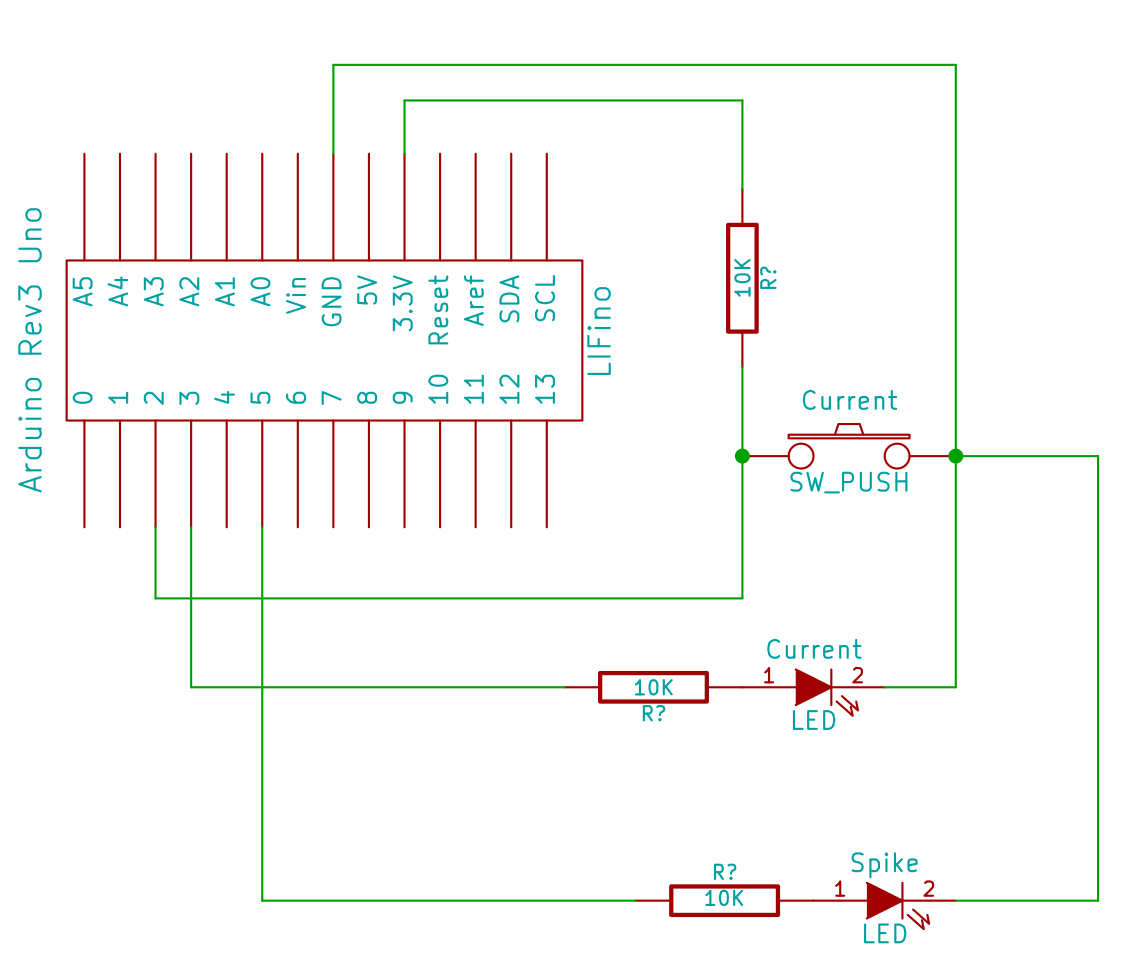 Arduino Rev3 Uno
A5
A4
A3
A2
A1
A0
Vin
GND
5V
3.3V
Reset
Aref
SDA
SCL
0
1
2
3
4
5
6
7
8
9
10
11
12
13
LIFino
10K
R?
Current
SW_PUSH
Current
10K
R?
1
2
LED
Spike
R?
10K
1
2
LED